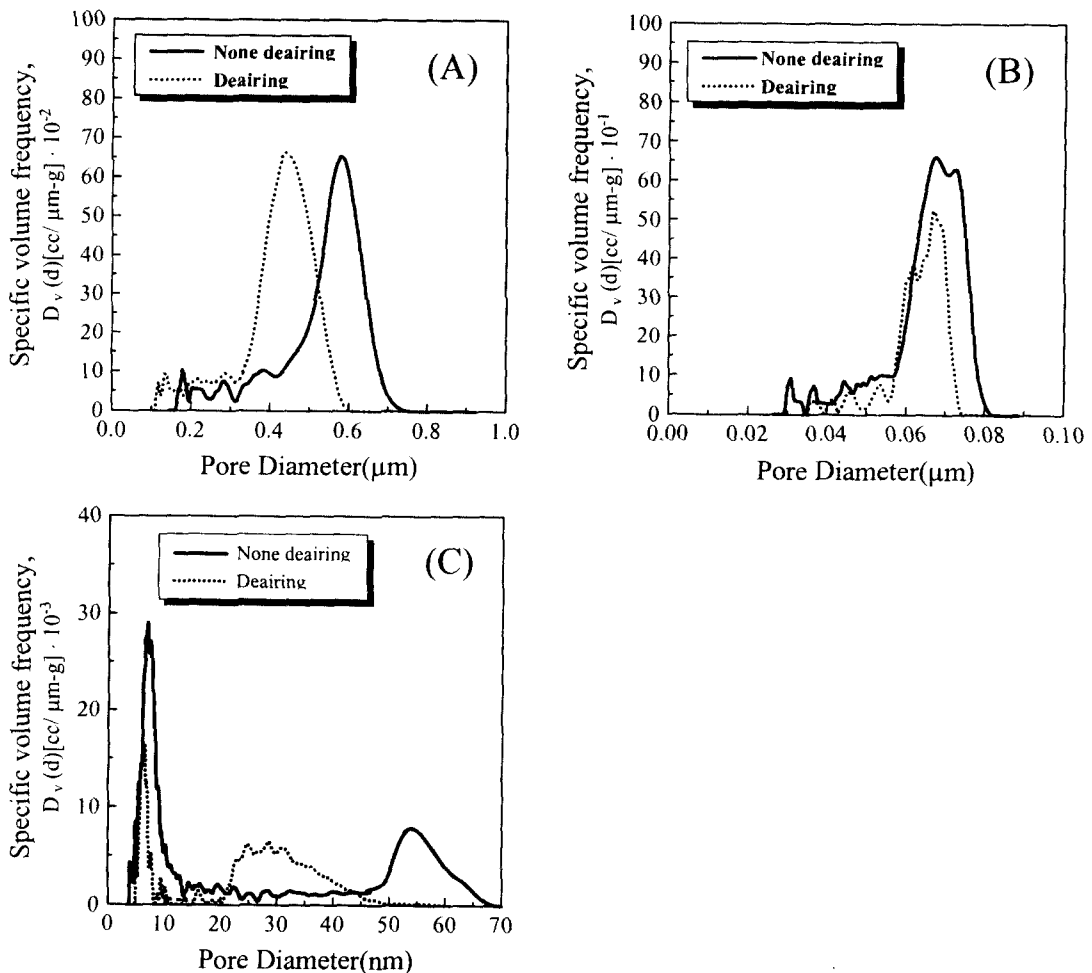 100
90
80
70
60
50
40
30
20
10
0
0.0 0.2 0.4 0.6 0.8 1.0
Specific volume frequency,
D v (d)[cc/ μm-g] · 10-2
Pore Diameter(μm)
None deairing
Deairing
(A)
100
90
80
70
60
50
40
30
20
10
0
0.00 0.02 0.04 0.06 0.08 0.10
Specific volume frequency,
D v (d)[cc/ μm-g] · 10-1
Pore Diameter(μm)
None deairing
Deairing
(B)
40
30
20
10
0
0 10 20 30 40 50 60 70
Specific volume frequency,
D v (d)[cc/ μm-g] · 10-3
Pore Diameter(nm)
None deairing
Deairing
(C)